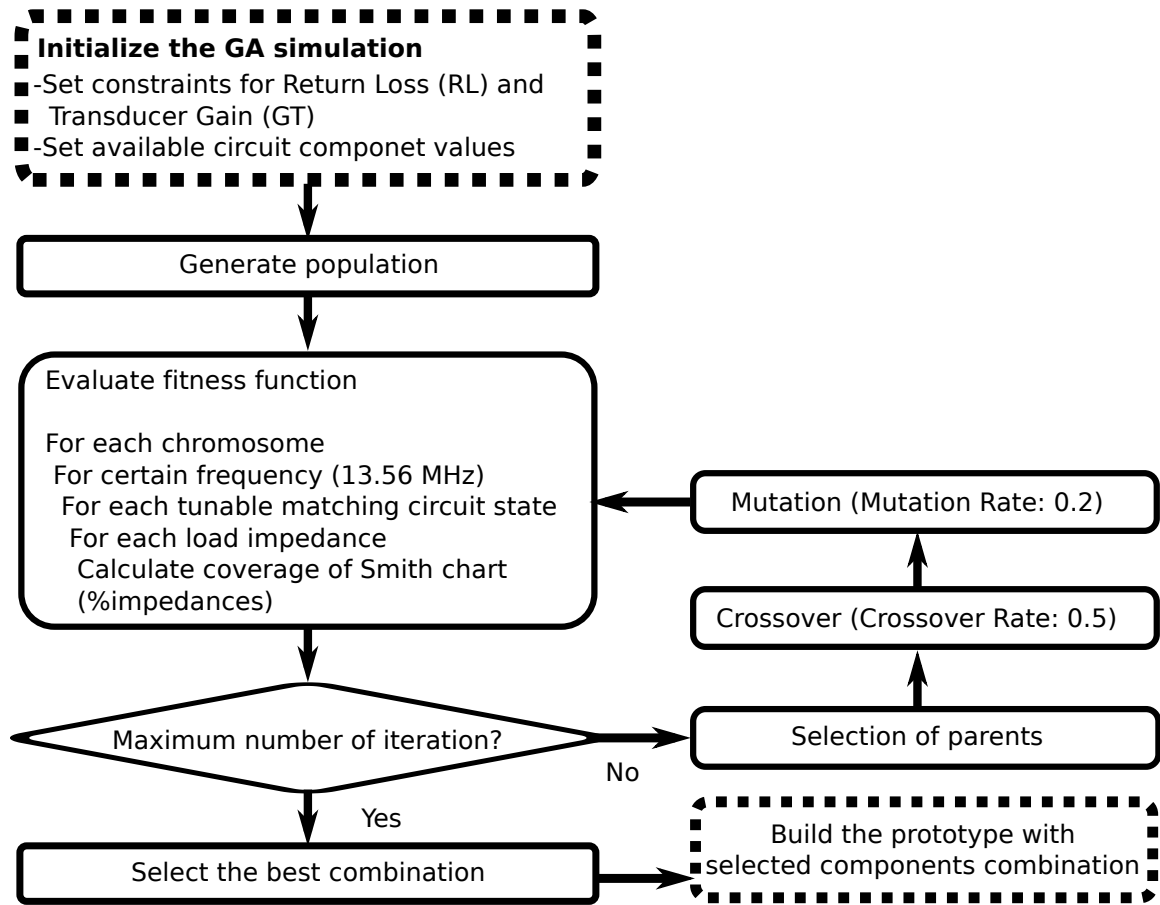 Initialize the GA simulation
-Set constraints for Return Loss (RL) and
Transducer Gain (GT)
-Set available circuit componet values
Generate population
Evaluate fitness function
For each chromosome
For certain frequency (13.56 MHz)
For each tunable matching circuit state
For each load impedance
Calculate coverage of Smith chart
(%impedances)
Maximum number of iteration?
No
Selection of parents
Crossover (Crossover Rate: 0.5)
Mutation (Mutation Rate: 0.2)
Yes
Select the best combination
Build the prototype with
selected components combination